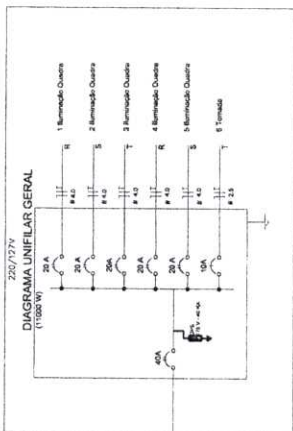 220/127V
DIAGRAMA UNIFILAR GERAL
(11000 W)
20 A # 4.0 R 1 Iluminação Quadra
20 A # 4.0 S 2 Iluminação Quadra
20A # 4.0 T 3 Iluminação Quadra
20 A # 4.0 R 4 Iluminação Quadra
20 A # 4.0 S 5 Iluminação Quadra
10A # 2.5 T 6 Tomada
40A